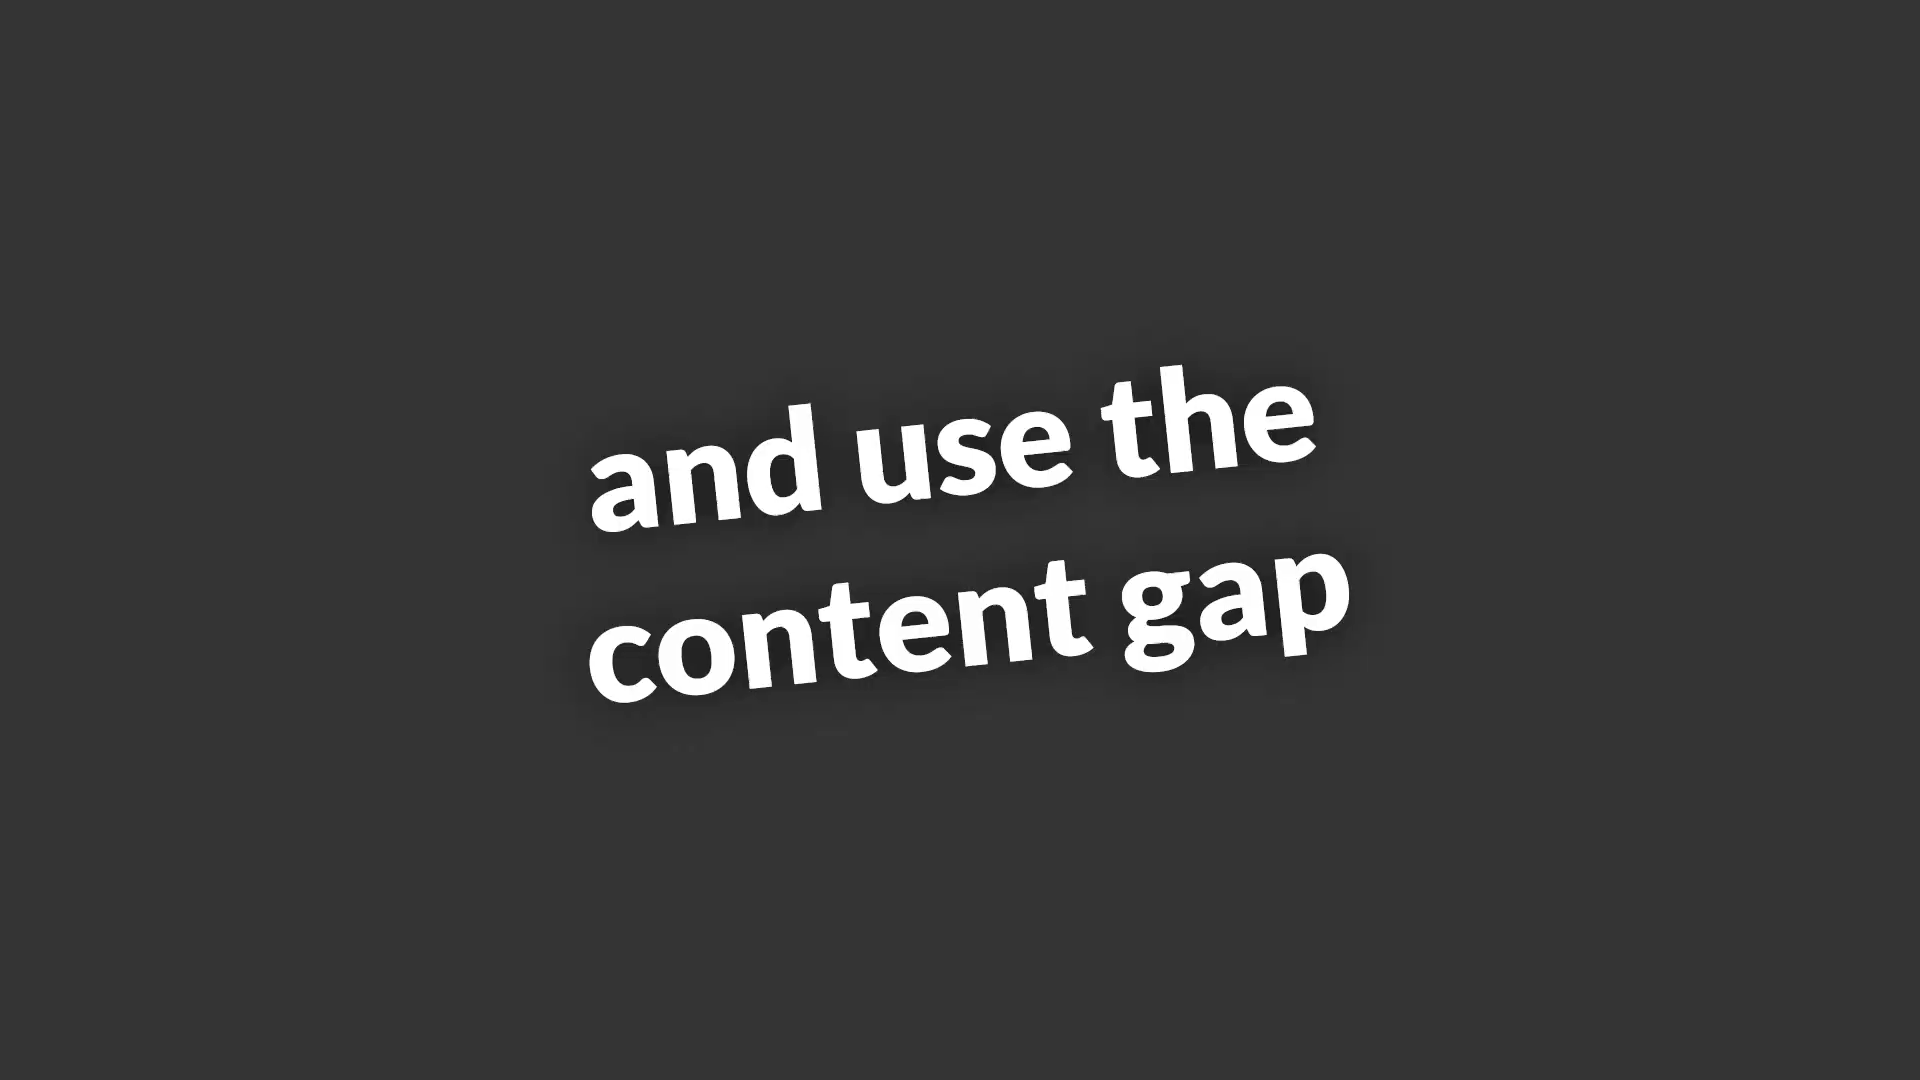 and use the
content gap